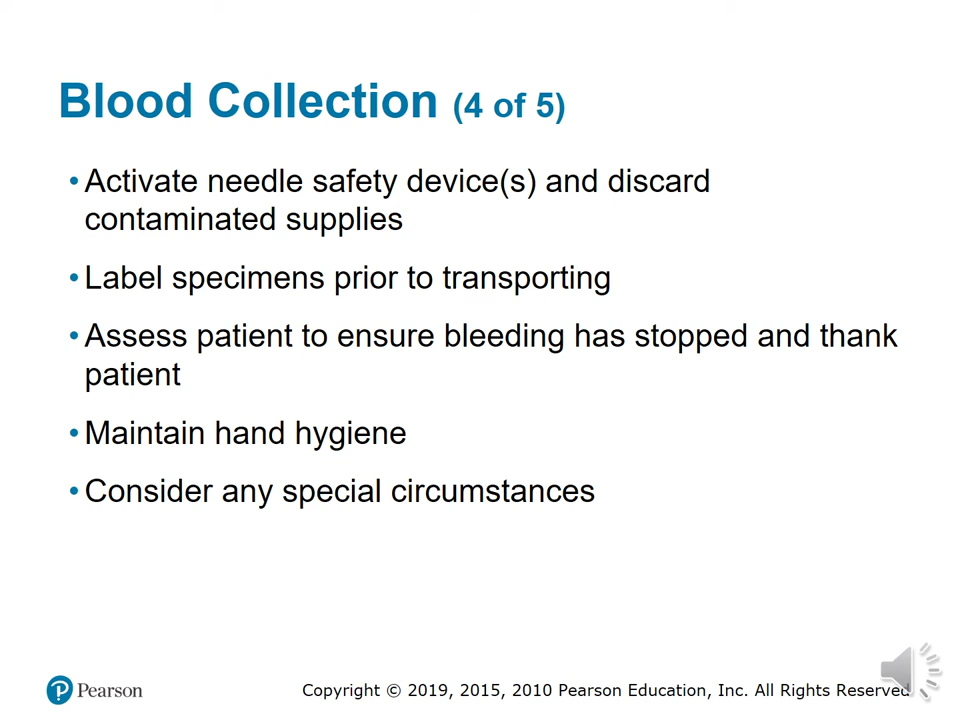 Blood Collection (4 of 5)
•Activate needle safety device(s) and discard
contaminated supplies
•Label specimens prior to transporting
•Assess patient to ensure bleeding has stopped and thank
patient
•Maintain hand hygiene
•Consider any special circumstances
Pearson
Copyright © 2019, 2015, 2010 Pearson Education, Inc. All Rights Reserved